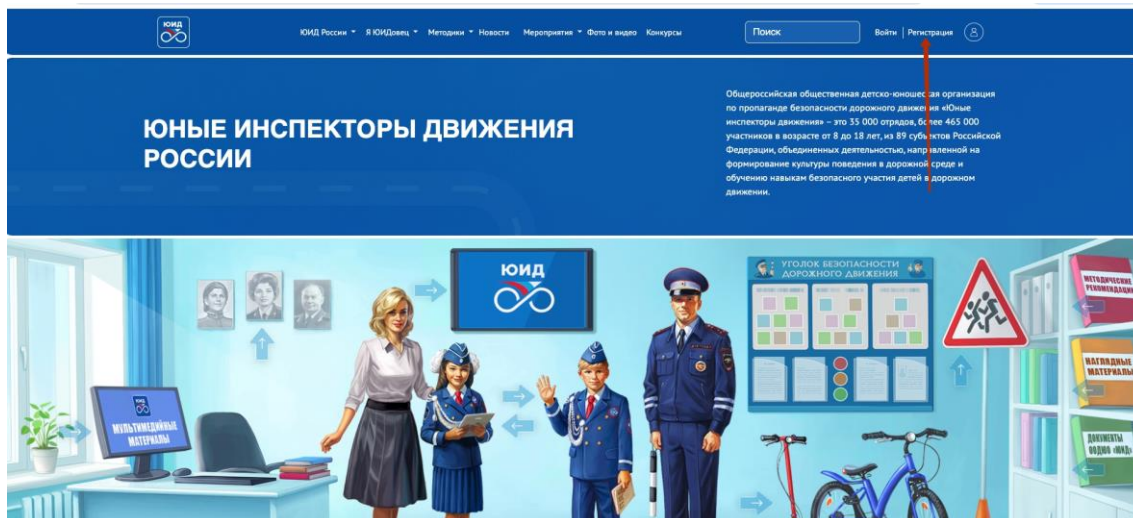 ЮИД
ЮИД России Я ЮИДовец Методики Новости Мероприятия Фото и видео Конкурсы
Поиск
Войти | Регистрация
ЮНЫЕ ИНСПЕКТОРЫ ДВИЖЕНИЯ
РОССИИ
Общероссийская общественная детско-юношеская организация
по пропаганде безопасности дорожного движения «Юные
инспекторы движения» – это 35 000 отрядов, более 465 000
участников в возрасте от 8 до 18 лет, из 89 субъектов Российской
Федерации, объединенных деятельностью, направленной на
формирование культуры поведения в дорожной среде и
обучению навыкам безопасного участия детей в дорожном
движении.
ЮИД
УГОЛОК БЕЗОПАСНОСТИ
ДОРОЖНОГО ДВИЖЕНИЯ
МЕТОДИЧЕСКИЕ
РЕКОМЕНДАЦИИ
НАГЛЯДНЫЕ
МАТЕРИАЛЫ
ЮИД
МУЛЬТИМЕДИЙНЫЕ
МАТЕРИАЛЫ
ДОКУМЕНТЫ
ВОДЮО «ЮИД»